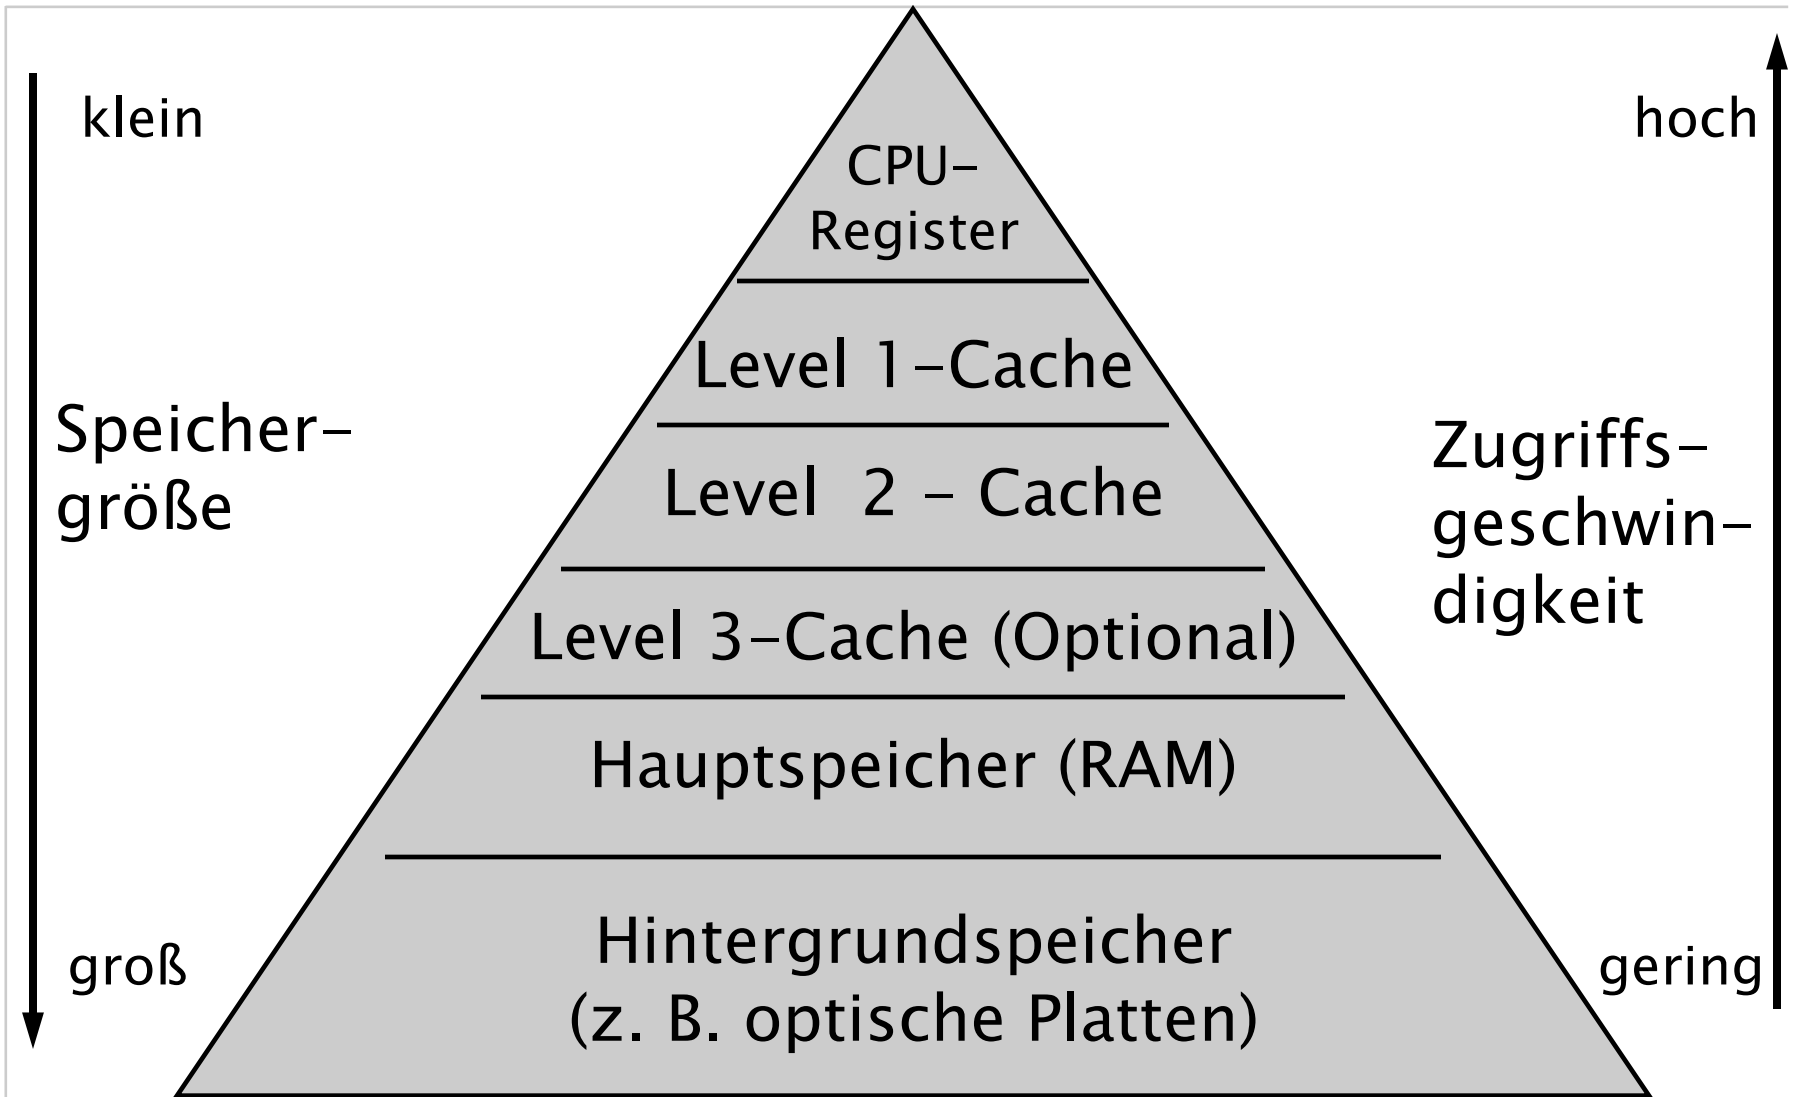 klein
hoch
CPU-
Register
Level 1-Cache
Speicher-
größe
Zugriffs-
geschwin-
digkeit
Level 2 - Cache
Level 3-Cache (Optional)
Hauptspeicher (RAM)
groß
gering
Hintergrundspeicher
(z. B. optische Platten)